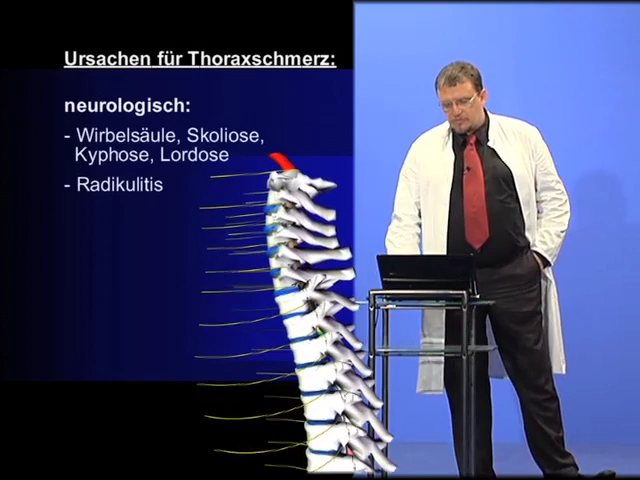 Ursachen für Thoraxschmerz:
neurologisch:
- Wirbelsäule, Skoliose,
Kyphose, Lordose
- Radikulitis